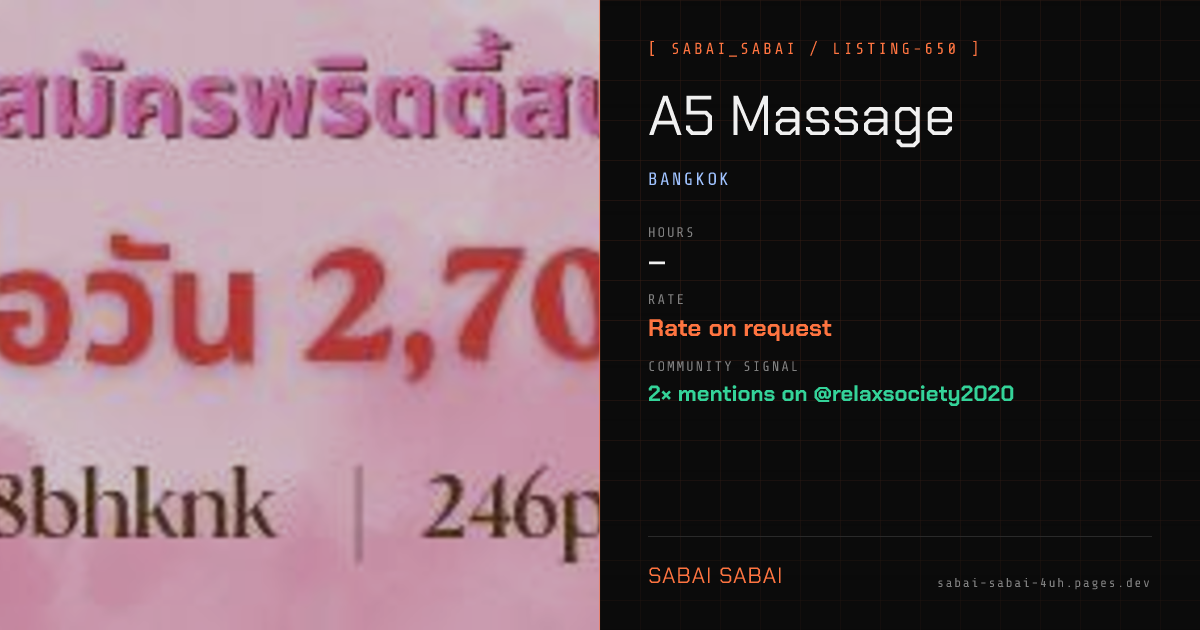 สมัครพริตตี้ส
อวัน 2,70
8bhknk | 246p
[ SABAI_SABAI / LISTING-650 ]
A5 Massage
BANGKOK
HOURS
—
RATE
Rate on request
COMMUNITY SIGNAL
2× mentions on @relaxsociety2020
SABAI SABAI
sabai-sabai-4uh.pages.dev